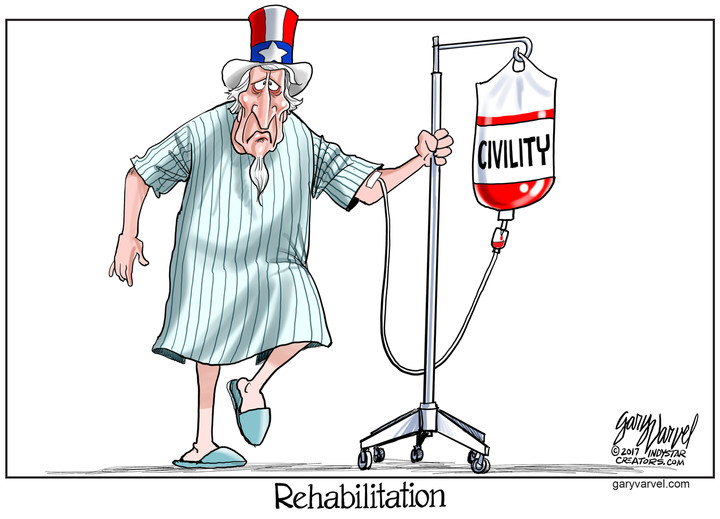 CIVILITY
gary Varvel
© 2017 INDYSTAR
CREATORS.COM
garyvarvel.com
Rehabilitation